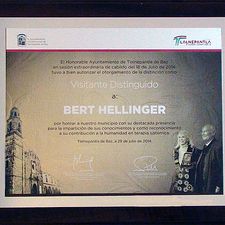 TLALNEPANTLA
El Honorable Ayuntamiento de Tlalnepantla de Baz
en sesión extraordinaria de cabildo del 18 de Julio de 2014
tuvo a bien autorizar el otorgamiento de la distinción como
Visitante Distinguido
a:
BERT HELLINGER
por honrar a nuestro municipio con su destacada presencia
para la impartición de sus conocimientos y como reconocimiento
a su contribución a la humanidad en terapia sistémica
Tlalnepantla de Baz, a 29 de julio de 2014.